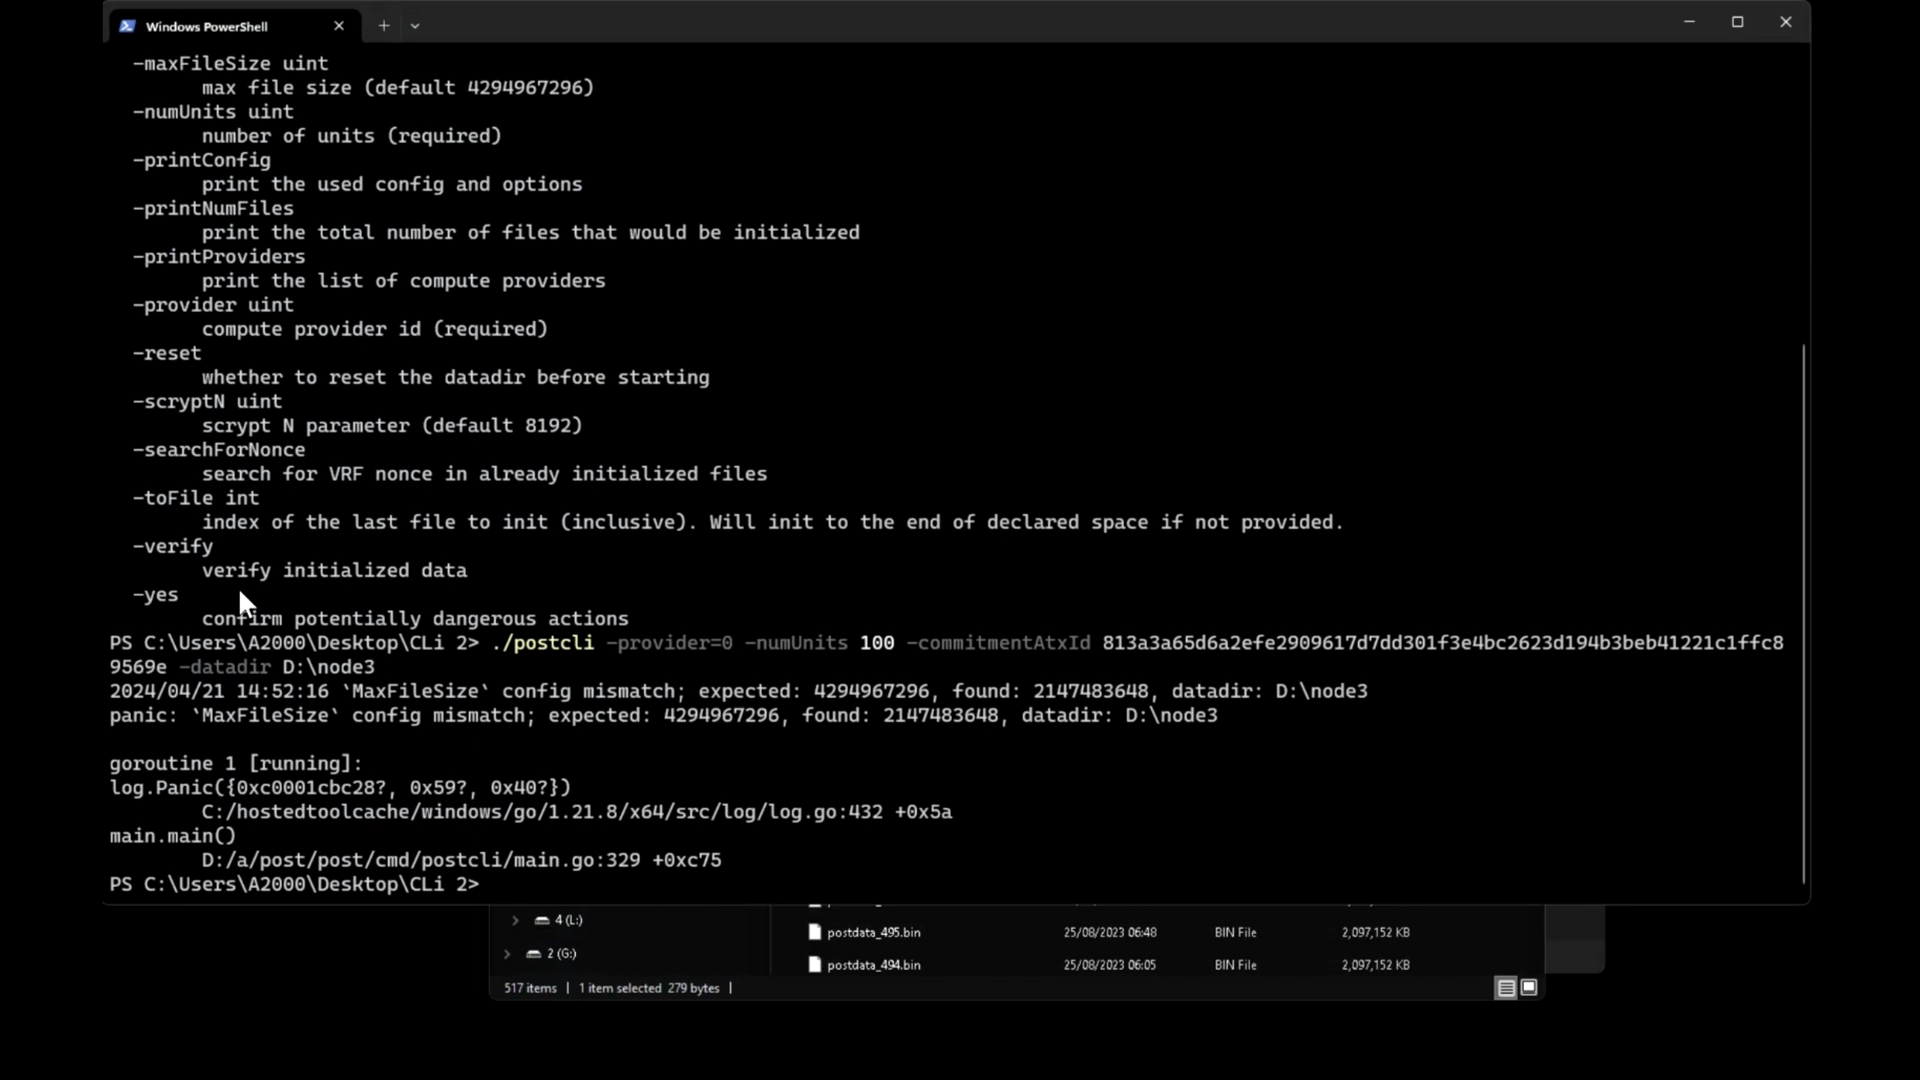 Windows PowerShell
-maxFileSize uint
max file size (default 4294967296)
-numUnits uint
number of units (required)
-printConfig
print the used config and options
-printNumFiles
print the total number of files that would be initialized
-printProviders
print the list of compute providers
-provider uint
compute provider id (required)
-reset
whether to reset the datadir before starting
-scryptN uint
scrypt N parameter (default 8192)
-searchForNonce
search for VRF nonce in already initialized files
-toFile int
index of the last file to init (inclusive). Will init to the end of declared space if not provided.
-verify
verify initialized data
-yes
confirm potentially dangerous actions
PS C:\Users\A2000\Desktop\CLi 2> ./postcli -provider=0 -numUnits 100 -commitmentAtxId 813a3a65d6a2efe2909617d7dd301f3e4bc2623d194b3beb41221c1ffc8
9569e -datadir D:\node3
2024/04/21 14:52:16 `MaxFileSize` config mismatch; expected: 4294967296, found: 2147483648, datadir: D:\node3
panic: `MaxFileSize` config mismatch; expected: 4294967296, found: 2147483648, datadir: D:\node3
goroutine 1 [running]:
log.Panic({0xc0001cbc28?, 0x59?, 0x40?})
C:/hostedtoolcache/windows/go/1.21.8/x64/src/log/log.go:432 +0x5a
main.main()
D:/a/post/post/cmd/postcli/main.go:329 +0xc75
PS C:\Users\A2000\Desktop\CLi 2>
4 (L:)
postdata_495.bin 25/08/2023 06:48 BIN File 2,097,152 KB
2 (G:)
postdata_494.bin 25/08/2023 06:05 BIN File 2,097,152 KB
517 items | 1 item selected 279 bytes |